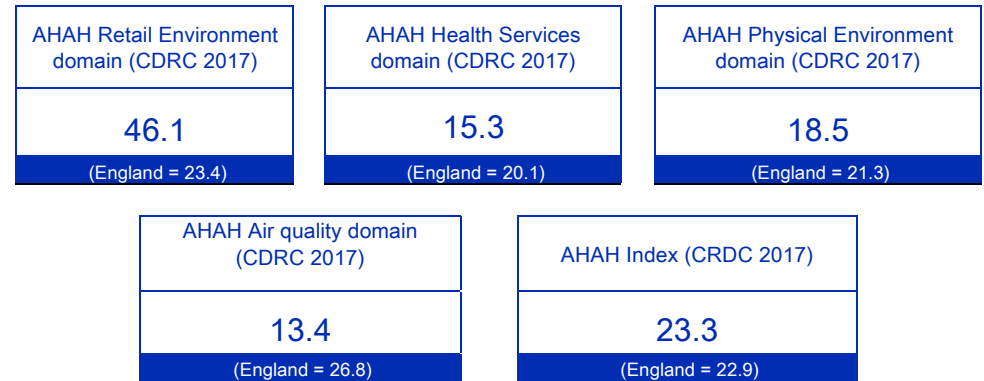 AHAH Retail Environment
domain (CDRC 2017)
46.1
(England = 23.4)
AHAH Health Services
domain (CDRC 2017)
15.3
(England = 20.1)
AHAH Physical Environment
domain (CDRC 2017)
18.5
(England = 21.3)
AHAH Air quality domain
(CDRC 2017)
13.4
(England = 26.8)
AHAH Index (CRDC 2017)
23.3
(England = 22.9)